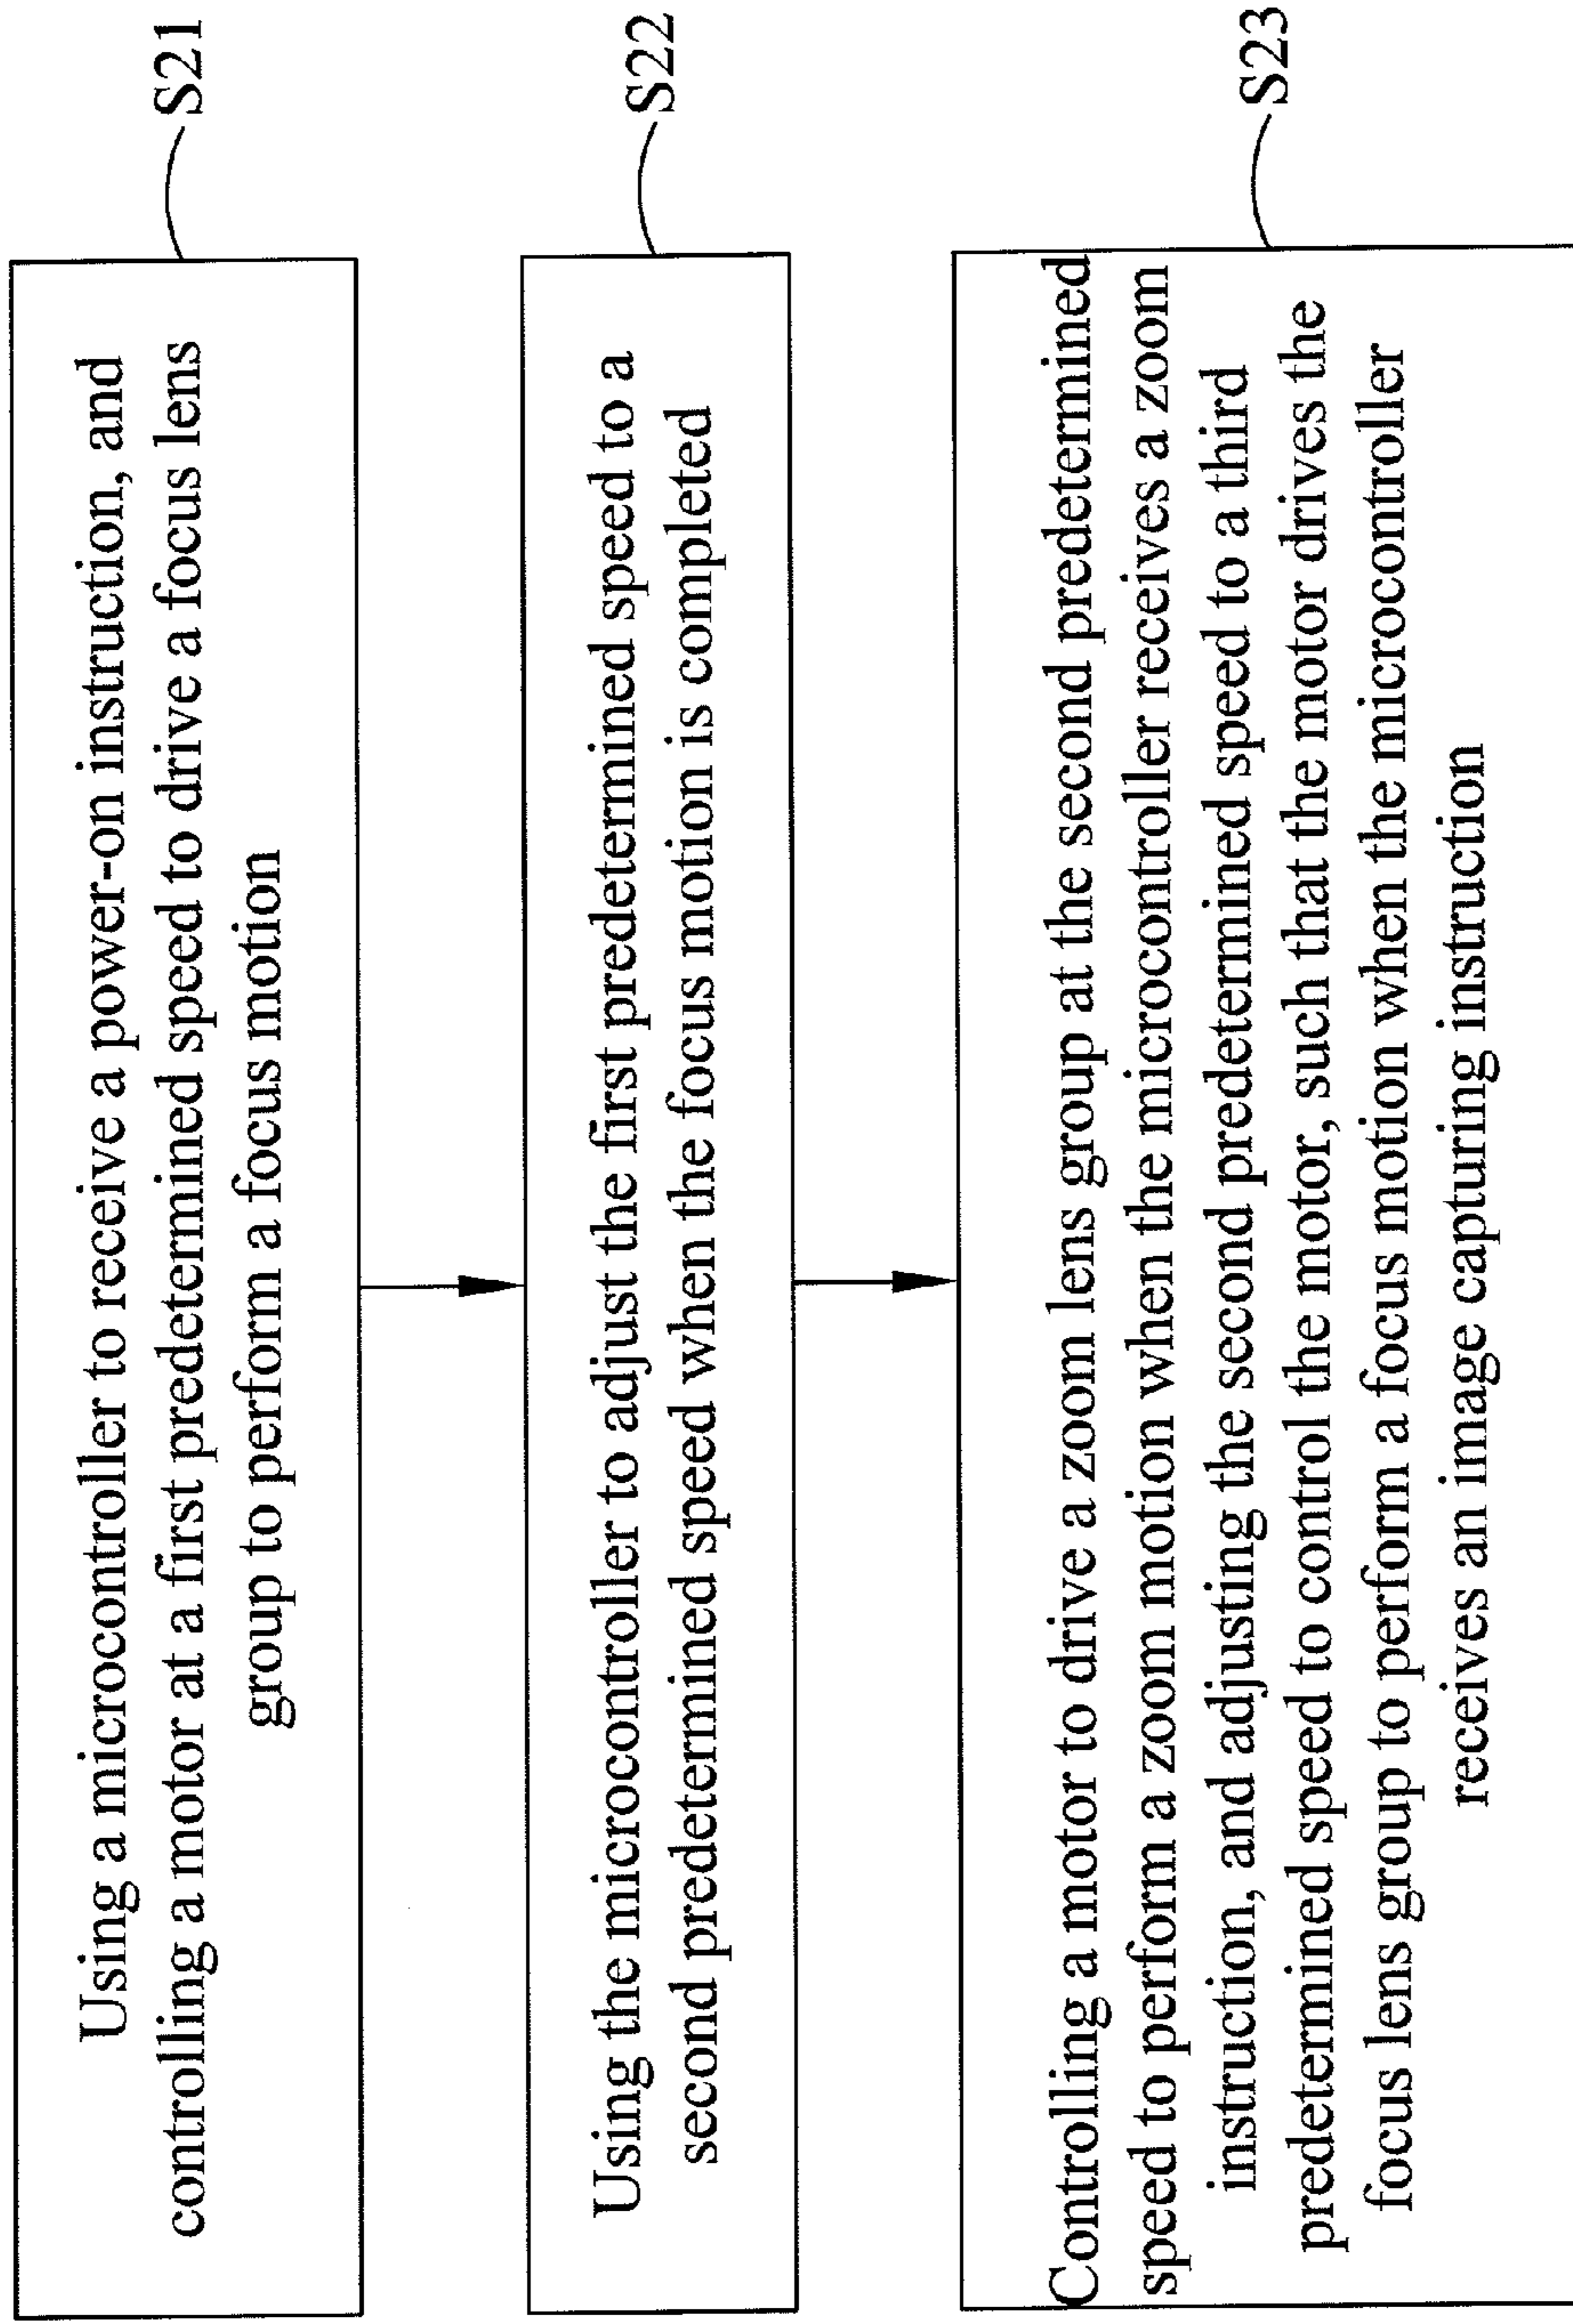 Using a microcontroller to receive a power-on instruction, and
controlling a motor at a first predetermined speed to drive a focus lens
group to perform a focus motion
S21
Using the microcontroller to adjust the first predetermined speed to a
second predetermined speed when the focus motion is completed
S22
Controlling a motor to drive a zoom lens group at the second predetermined
speed to perform a zoom motion when the microcontroller receives a zoom
instruction, and adjusting the second predetermined speed to a third
predetermined speed to control the motor, such that the motor drives the
focus lens group to perform a focus motion when the microcontroller
receives an image capturing instruction
S23